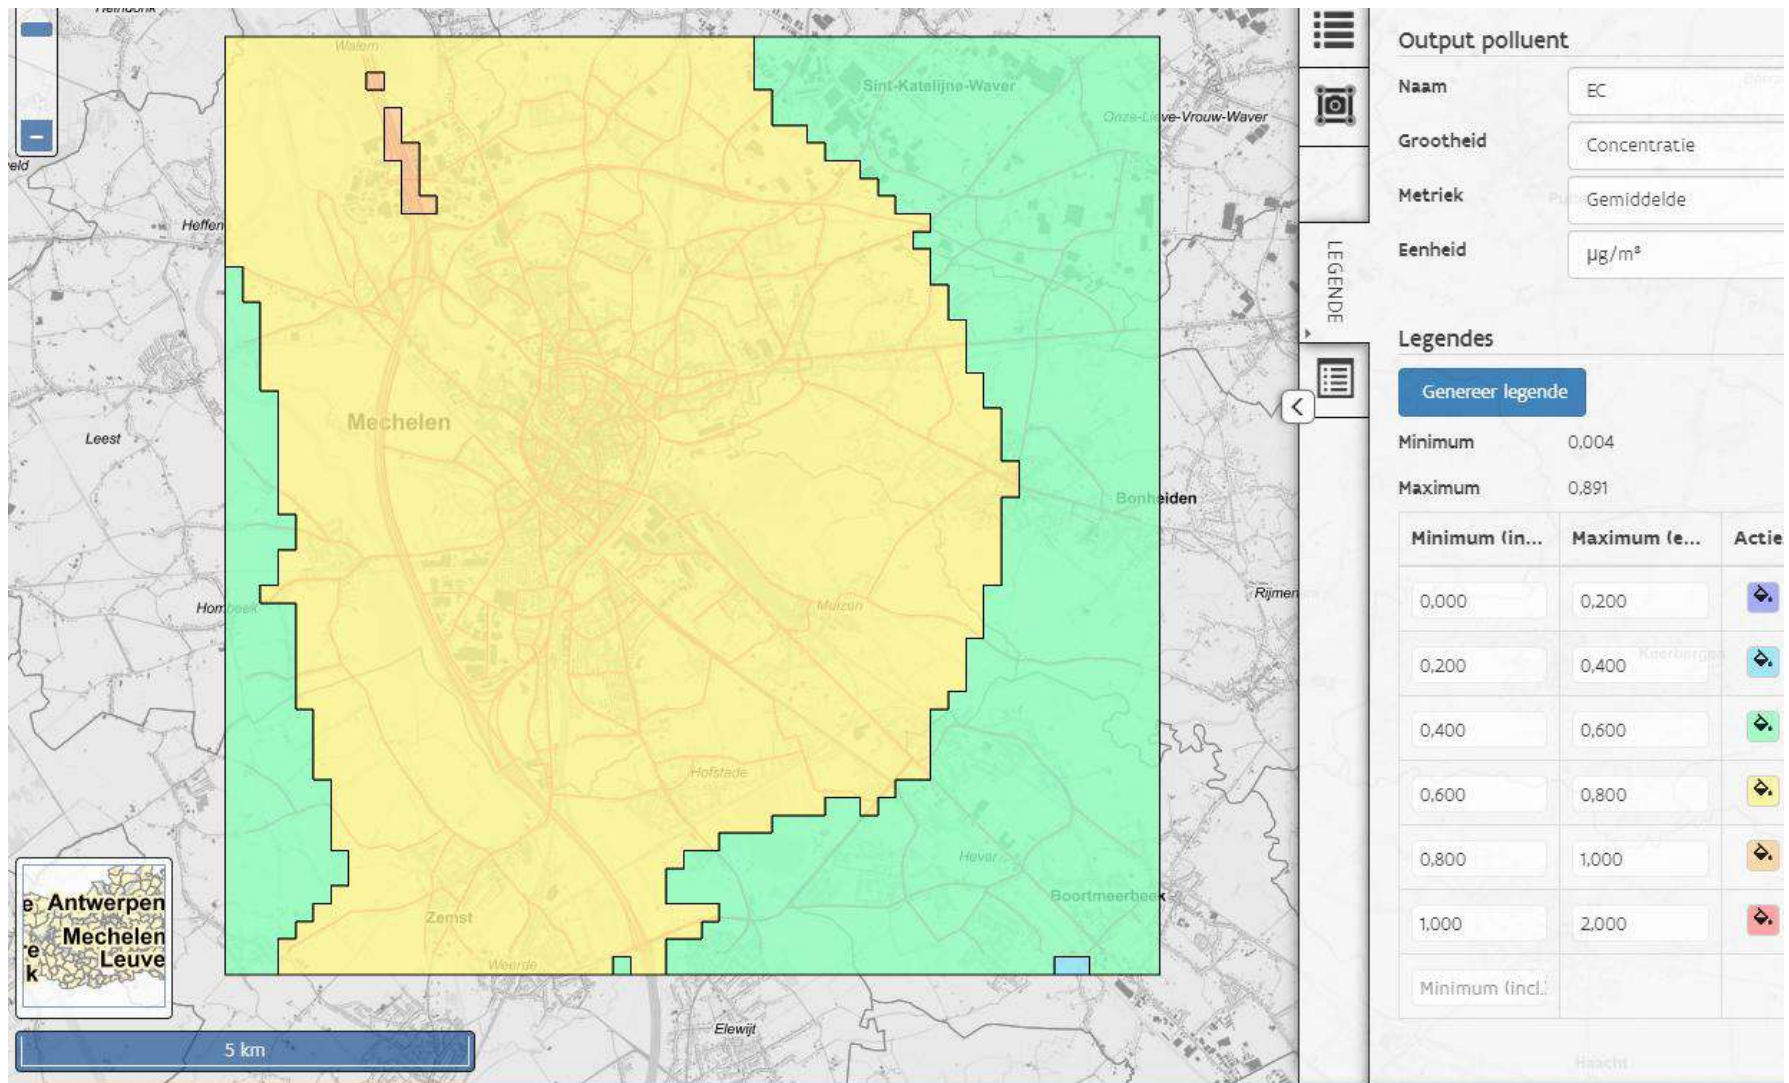 Walem
Sint-Katelijne-Waver
Onze-Lieve-Vrouw-Waver
eld
Heffen
Mechelen
Leest
Bonheiden
Hombeek
Muizen
Rijmen
Hofstade
Hever
Boortmeerbeek
Zemst
Weerde
Elewijt
e Antwerpen
Mechelen
e Leuve
k
5 km
LEGENDE
Output polluent
Naam
EC
Grootheid
Concentratie
Metriek
Gemiddelde
Eenheid
µg/m³
Legendes
Genereer legende
Minimum 0,004
Maximum 0,891
Minimum (in... Maximum (e... Actie
0,000 0,200
0,200 0,400
Keerbergen
0,400 0,600
0,600 0,800
0,800 1,000
1,000 2,000
Minimum (incl.
Haacht